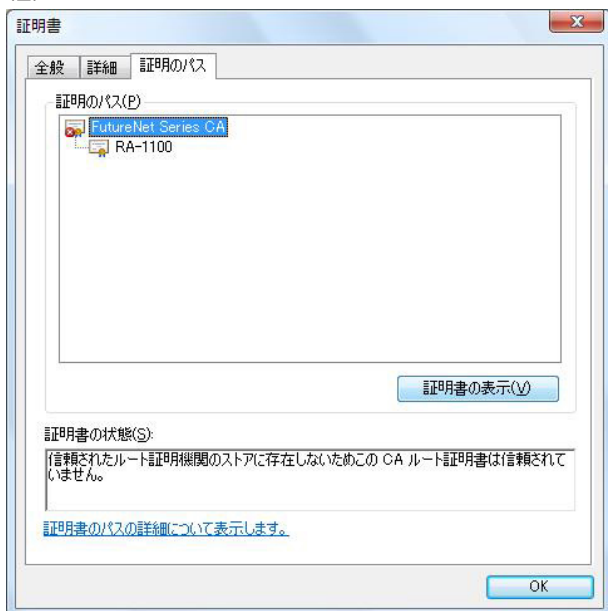 証明書
全般
詳細
証明のパス
証明のパス(P)
FutureNet Series CA
RA-1100
証明書の表示(V)
証明書の状態(S):
信頼されたルート証明機関のストアに存在しないためこの CA ルート証明書は信頼されて
いません。
証明書のパスの詳細について表示します。
OK